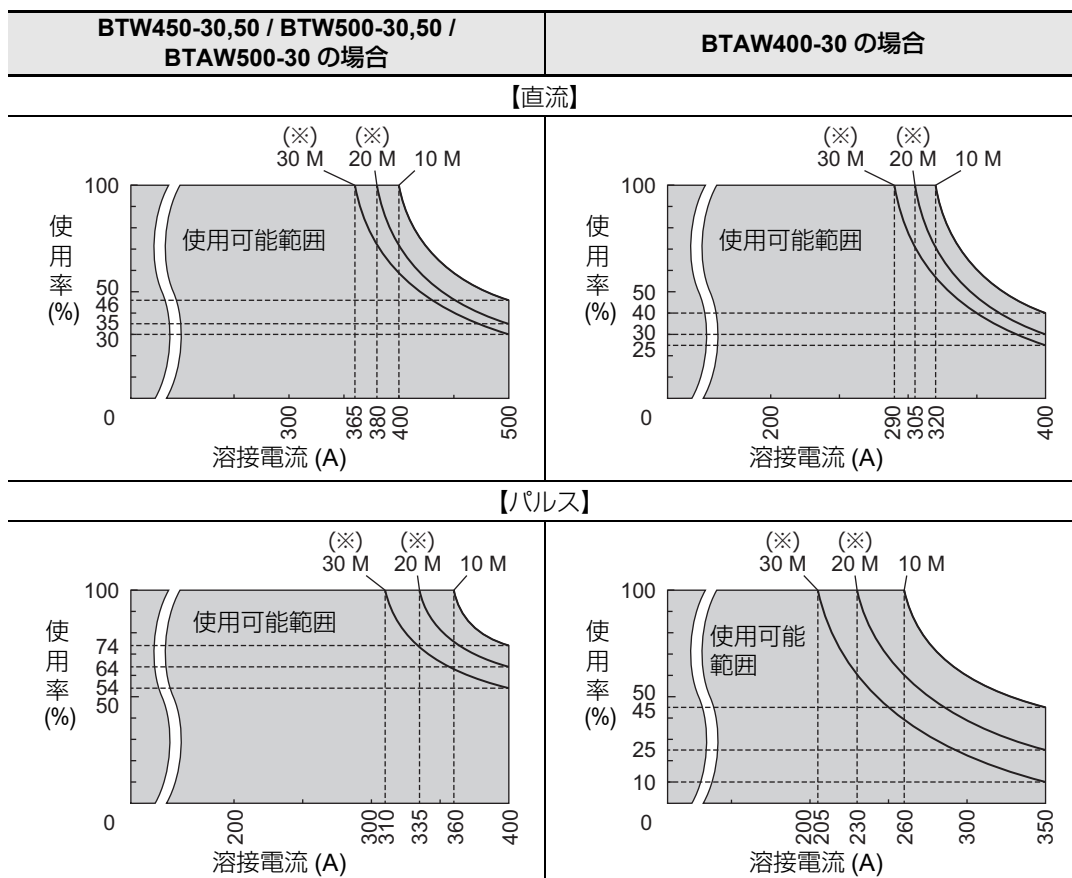 BTW450-30,50 / BTW500-30,50 /
BTAW500-30 の場合
BTAW400-30 の場合
【直流】
(※) (※)
30 M 20 M 10 M
100
使用率
(%)
使用可能範囲
50
46
35
30
0
300 365 380 400 500
溶接電流 (A)
(※) (※)
30 M 20 M 10 M
100
使用率
(%)
使用可能範囲
50
40
30
25
0
200 290 305 320 400
溶接電流 (A)
【パルス】
(※) (※)
30 M 20 M 10 M
100
使用率
(%)
使用可能範囲
74
64
54
50
0
200 300 310 335 360 400
溶接電流 (A)
(※) (※)
30 M 20 M 10 M
100
使用率
(%)
使用可能
範囲
50
45
25
10
0
200 205 230 260 300 350
溶接電流 (A)